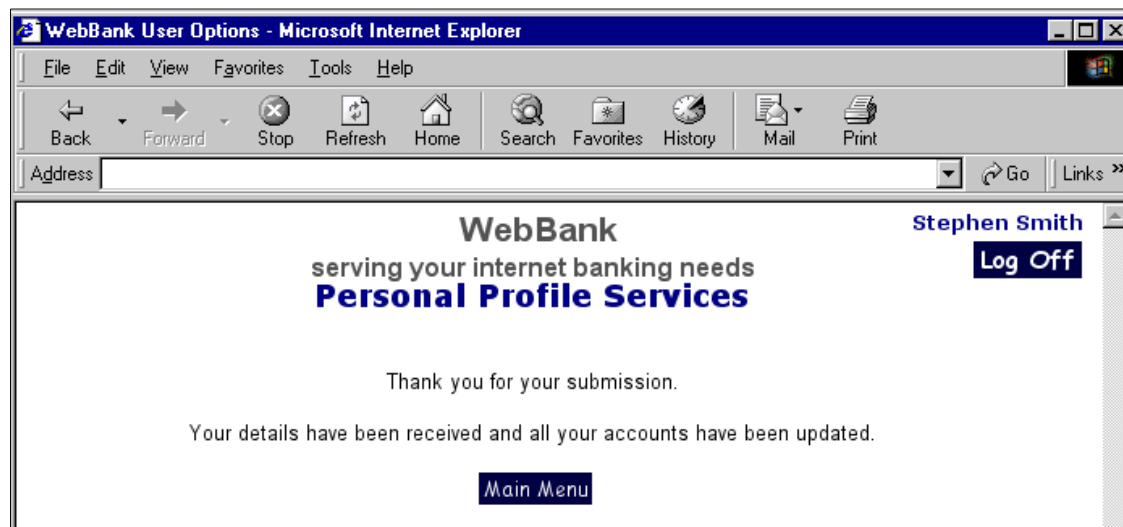 WebBank User Options - Microsoft Internet Explorer
File Edit View Favorites Tools Help
Back Forward Stop Refresh Home Search Favorites History Mail Print
Address Go Links »
WebBank
Stephen Smith
Log Off
serving your internet banking needs
Personal Profile Services
Thank you for your submission.
Your details have been received and all your accounts have been updated.
Main Menu